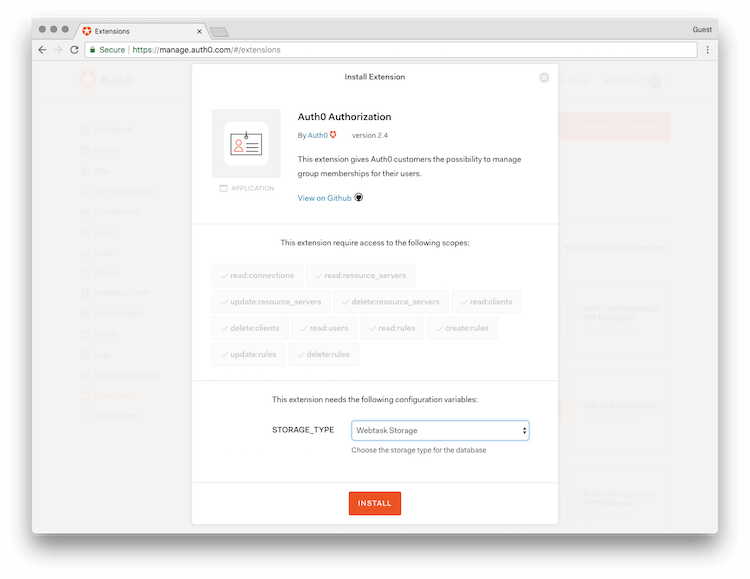 Extensions
Guest
Secure https://manage.auth0.com/#/extensions
Install Extension
Auth0
Auth0 Authorization
By Auth0 version 2.4
This extension gives Auth0 customers the possibility to manage
group memberships for their users.
APPLICATION
View on Github
This extension require access to the following scopes:
read:connections read:resource_servers
update:resource_servers delete:resource_servers read:clients
delete:clients read:users read:rules create:rules
update:rules delete:rules
This extension needs the following configuration variables:
STORAGE_TYPE Webtask Storage
Choose the storage type for the database
INSTALL